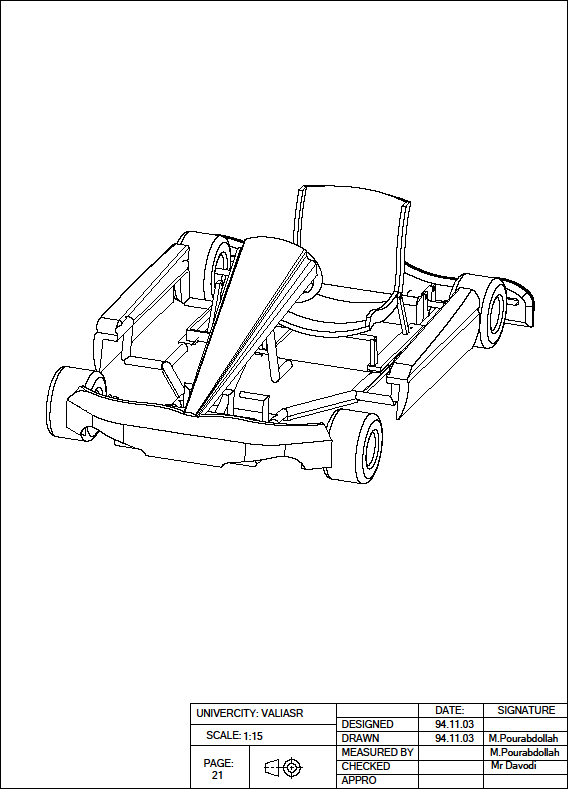 UNIVERCITY: VALIASR
SCALE: 1:15
PAGE:
21
DATE: SIGNATURE
DESIGNED 94.11.03
DRAWN 94.11.03 M.Pourabdollah
MEASURED BY M.Pourabdollah
CHECKED Mr Davodi
APPRO